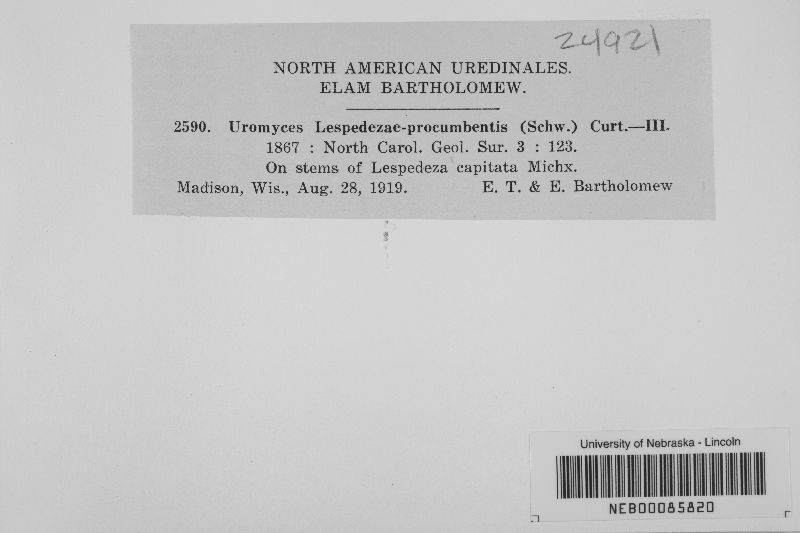 24921
NORTH AMERICAN UREDINALES.
ELAM BARTHOLOMEW.
2590. Uromyces Lespedezae-procumbentis (Schw.) Curt.—III.
1867 : North Carol. Geol. Sur. 3 : 123.
On stems of Lespedeza capitata Michx.
Madison, Wis., Aug. 28, 1919. E. T. & E. Bartholomew
University of Nebraska - Lincoln
NEB00085820